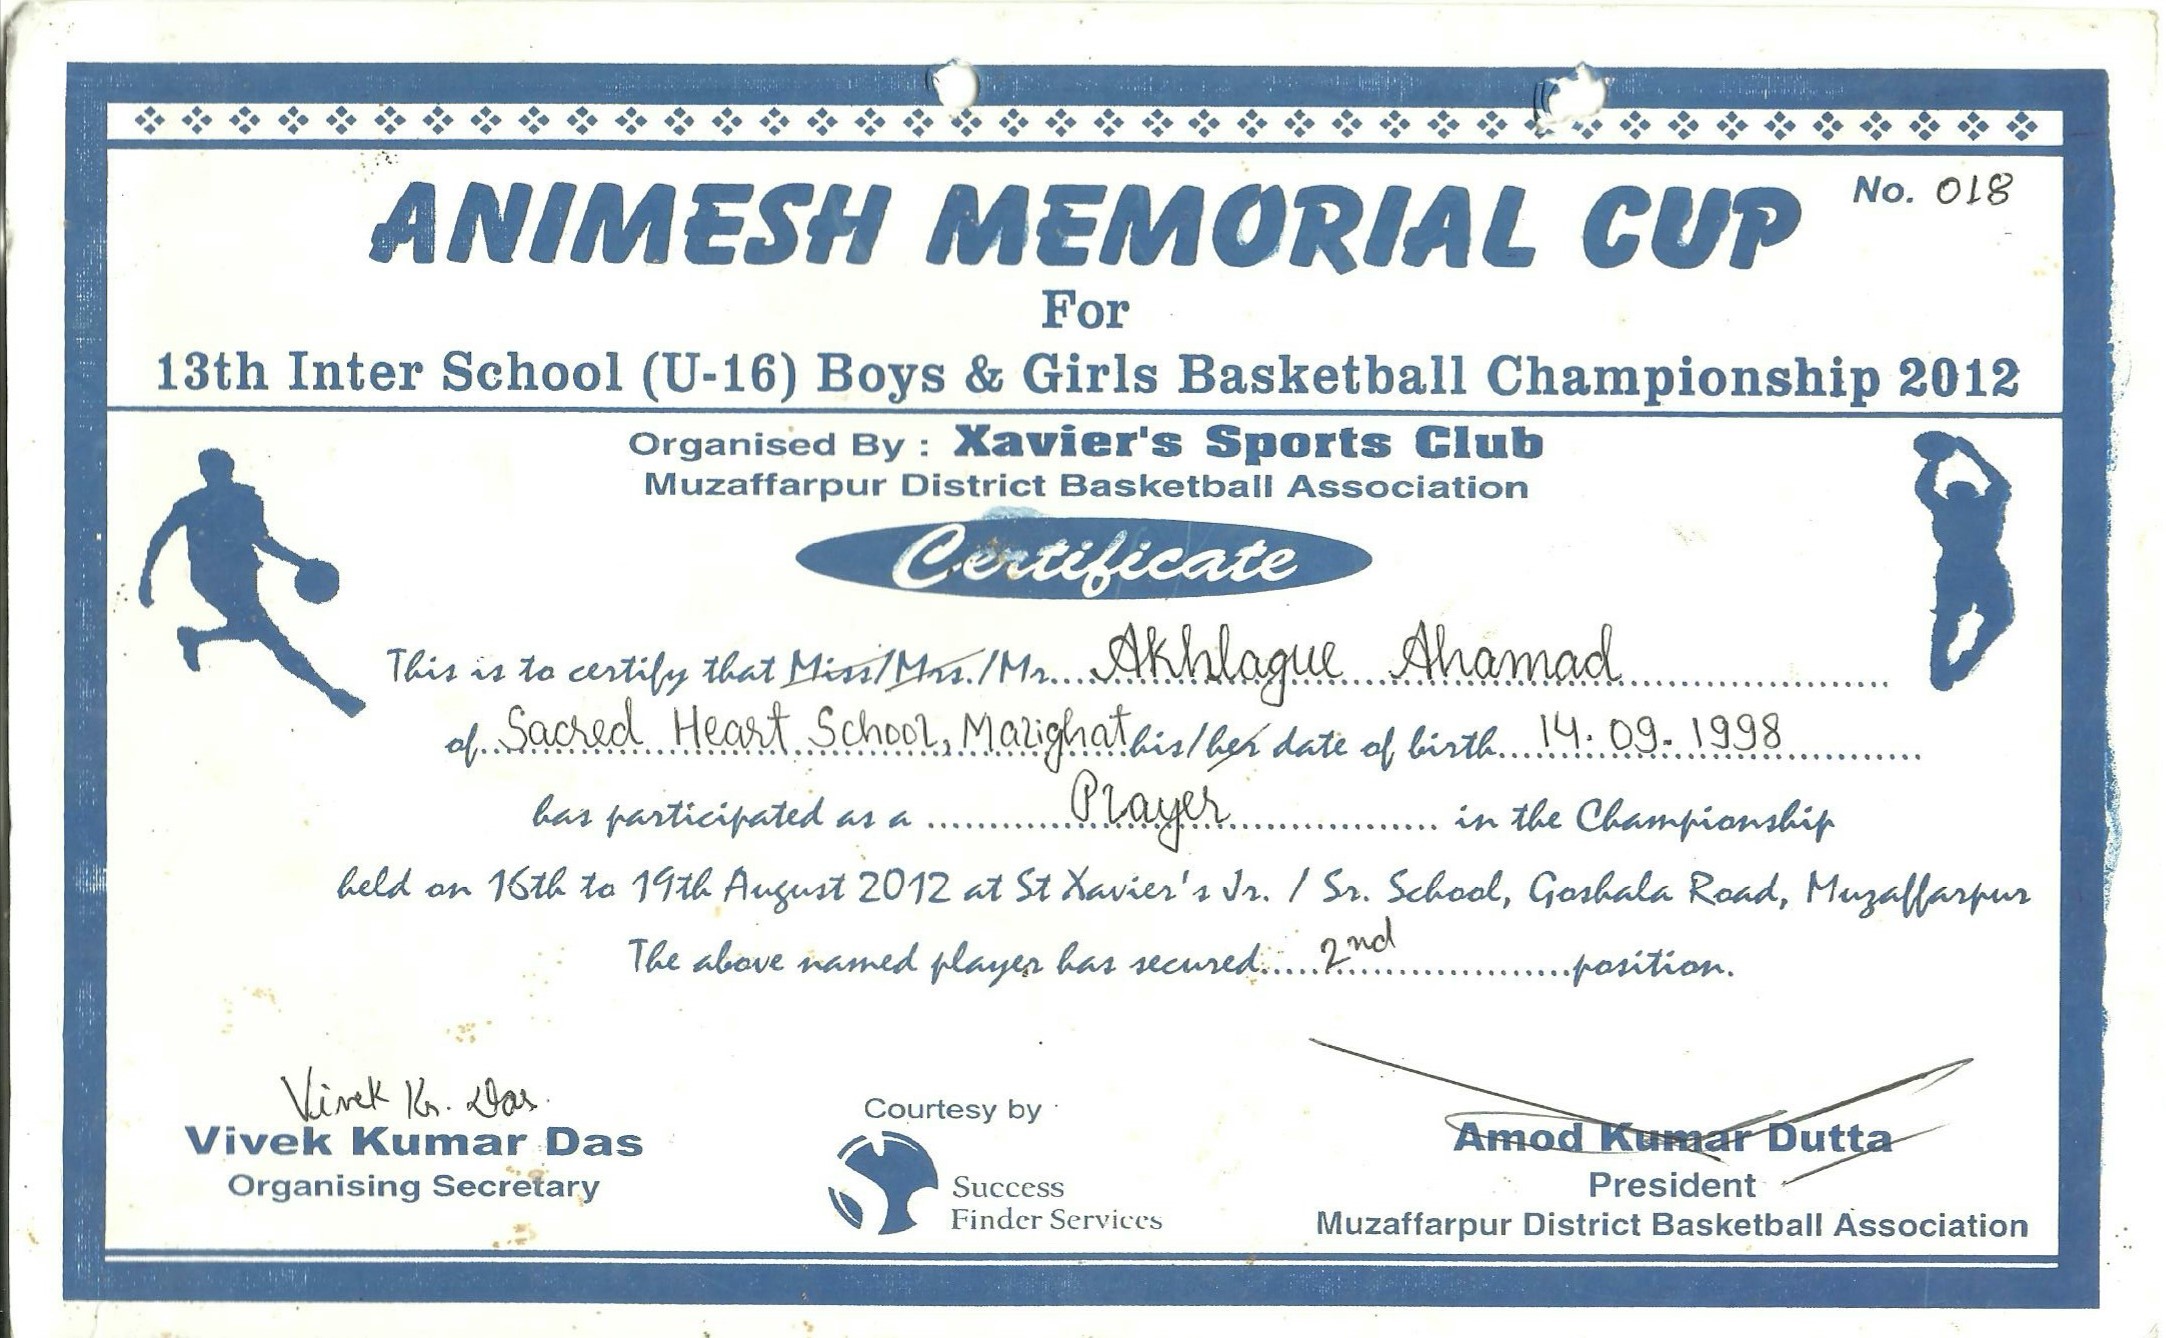 No. 018
ANIMESH MEMORIAL CUP
For
13th Inter School (U-16) Boys & Girls Basketball Championship 2012
Organised By : Xavier's Sports Club
Muzaffarpur District Basketball Association
Certificate
This is to certify that Miss/Mrs./Mr....Akhlague Ahamad....
of...Sacred Heart School, Marighat his/her date of birth...14.09.1998....
has participated as a ....Player.... in the Championship
held on 16th to 19th August 2012 at St Xavier's Jr. / Sr. School, Goshala Road, Muzaffarpur
The above named player has secured....2nd....position.
Vivek Kr. Das.
Vivek Kumar Das
Organising Secretary
Courtesy by
Success
Finder Services
Amod Kumar Dutta
President
Muzaffarpur District Basketball Association